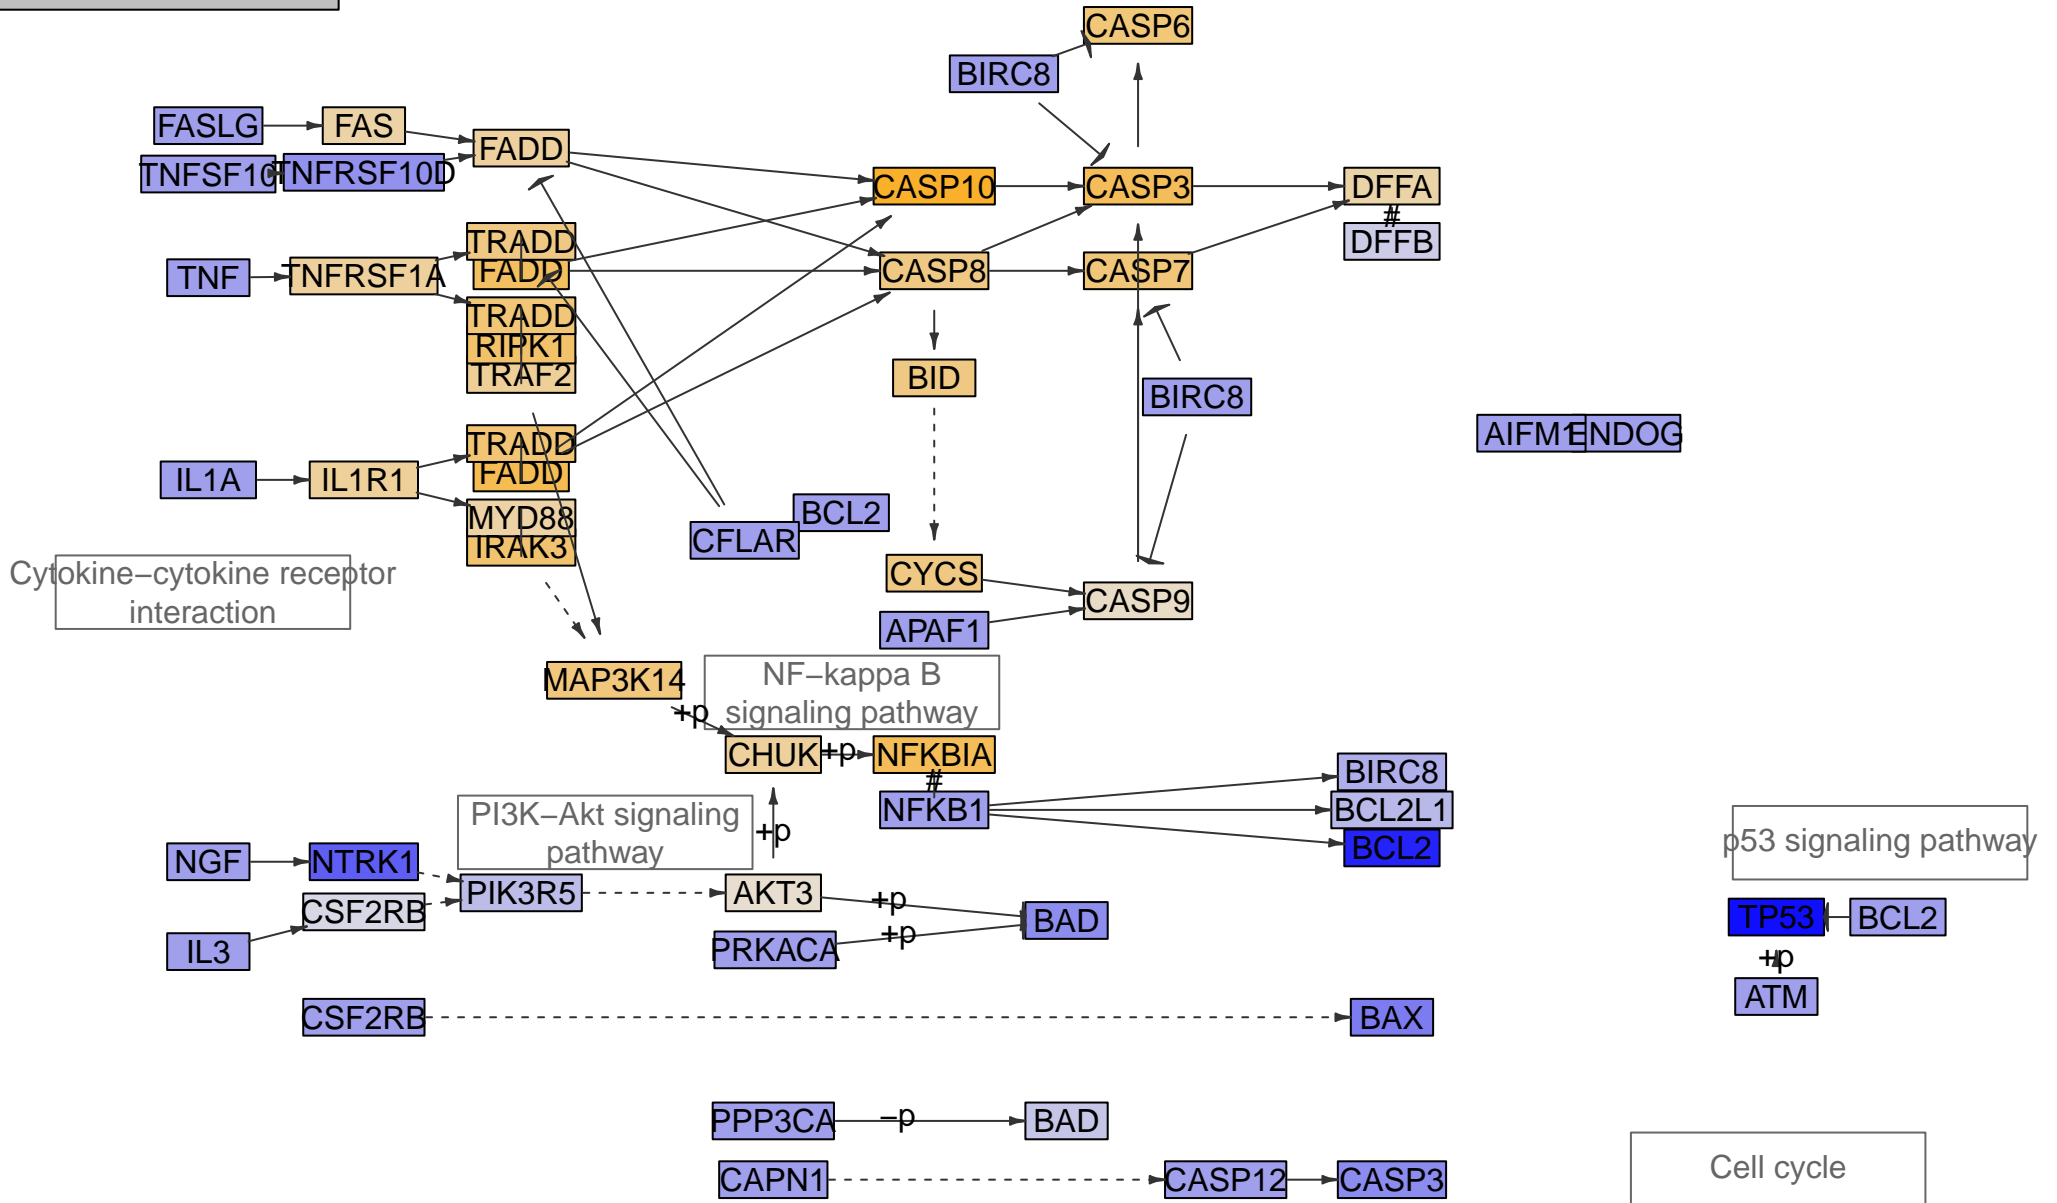 CASP6
BIRC8
FASLG
FAS
FADD
TNFSF10
TNFRSF10D
CASP10
CASP3
DFFA
#
DFFB
TRADD
FADD
TNF
TNFRSF1A
CASP8
CASP7
TRADD
RIPK1
TRAF2
BID
BIRC8
TRADD
FADD
AIFM1
ENDOG
IL1A
IL1R1
MYD88
IRAK3
BCL2
CFLAR
Cytokine−cytokine receptor
interaction
CYCS
CASP9
APAF1
MAP3K14
NF−kappa B
signaling pathway
+p
CHUK
+p
NFKBIA
#
NFKB1
BIRC8
BCL2L1
BCL2
PI3K−Akt signaling
pathway
+p
p53 signaling pathway
NGF
NTRK1
PIK3R5
AKT3
+p
CSF2RB
BAD
TP53
BCL2
IL3
PRKACA
+p
+p
ATM
CSF2RB
BAX
PPP3CA
−p
BAD
CAPN1
CASP12
CASP3
Cell cycle